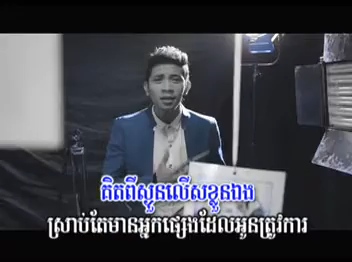 គិតពីស្ងួនលើសខ្លួនឯង
ស្រាប់តែមានអ្នកផ្សេងដែលអូនត្រូវការ